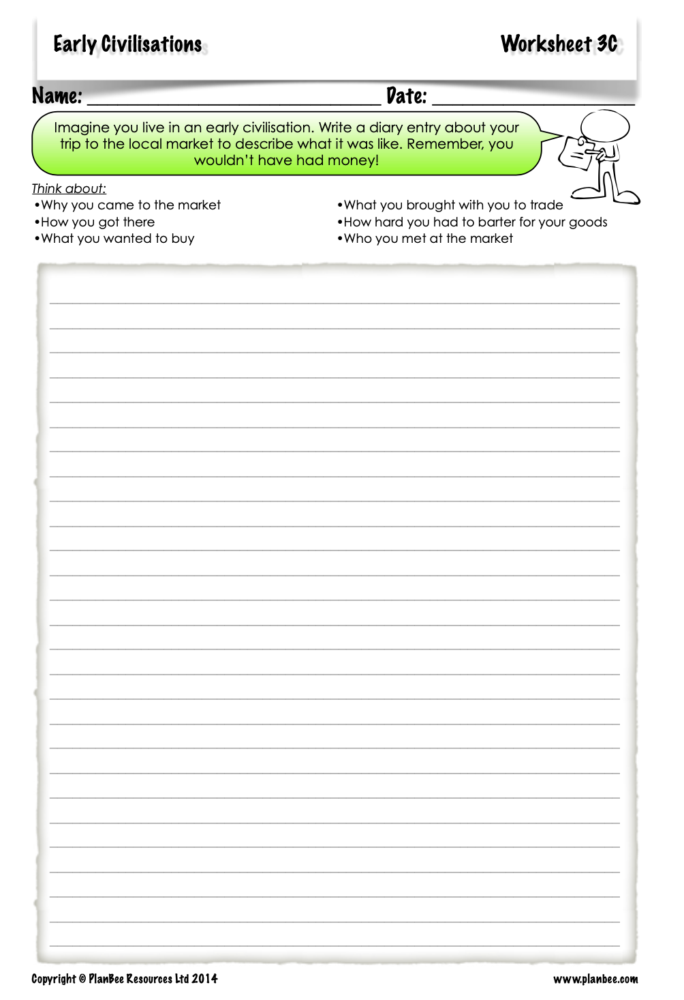 Early Civilisations Worksheet 3C
Name: Date:
Imagine you live in an early civilisation. Write a diary entry about your
trip to the local market to describe what it was like. Remember, you
wouldn't have had money!
Think about:
•Why you came to the market
•How you got there
•What you wanted to buy
•What you brought with you to trade
•How hard you had to barter for your goods
•Who you met at the market
Copyright © PlanBee Resources Ltd 2014 www.planbee.com